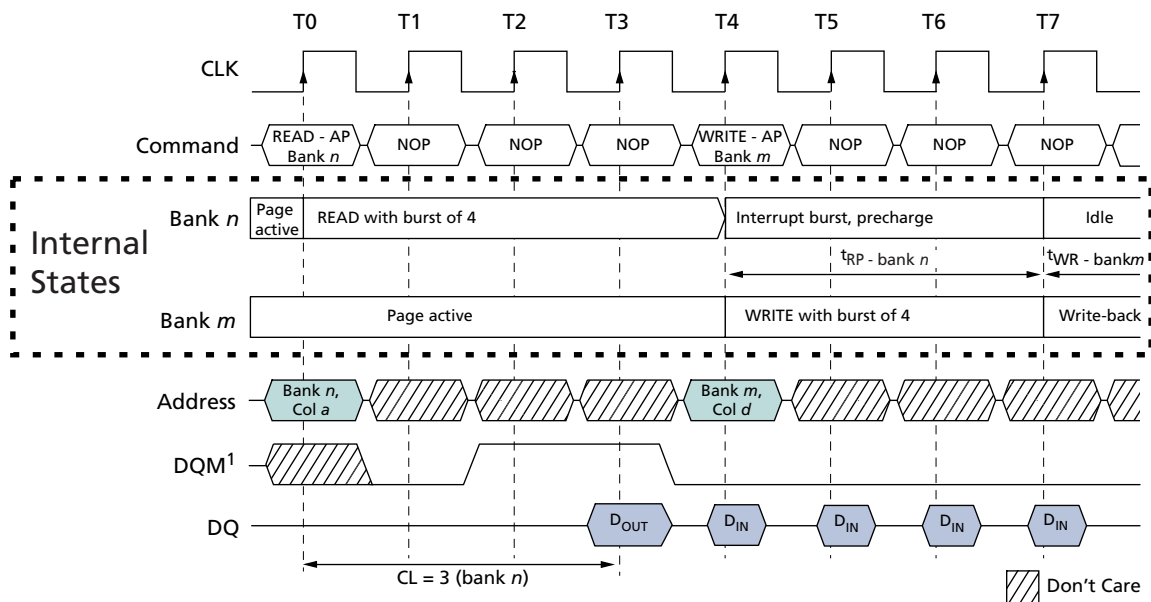 T0 T1 T2 T3 T4 T5 T6 T7
CLK
Command READ - AP Bank n NOP NOP NOP WRITE - AP Bank m NOP NOP NOP
Internal States
Bank n Page active READ with burst of 4 Interrupt burst, precharge Idle
tRP - bank n tWR - bankm
Bank m Page active WRITE with burst of 4 Write-back
Address Bank n, Col a Bank m, Col d
DQM1
DQ DOUT DIN DIN DIN DIN
CL = 3 (bank n)
Don't Care